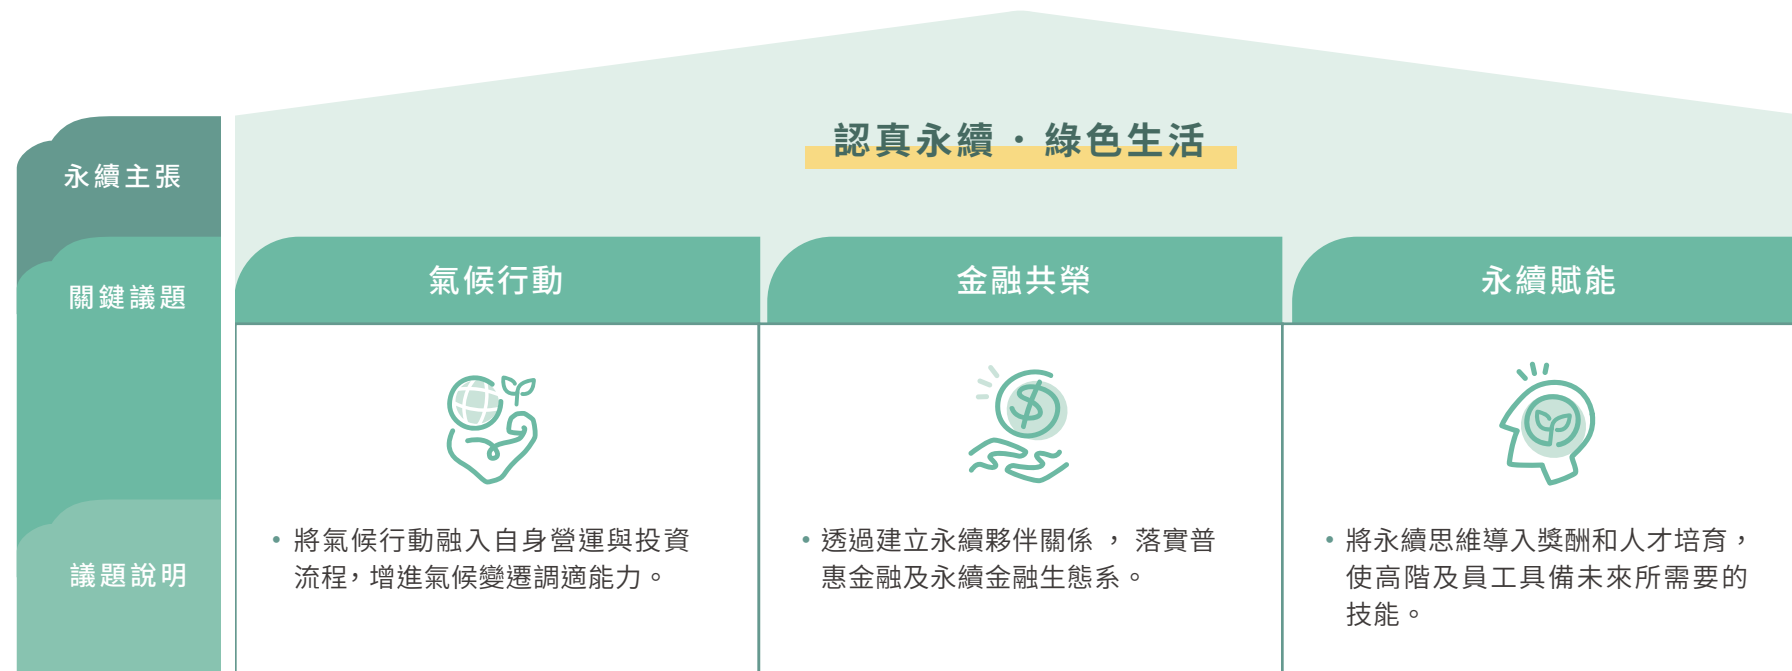 永續主張
認真永續・綠色生活
關鍵議題
氣候行動
金融共榮
永續賦能
議題說明
• 將氣候行動融入自身營運與投資
流程，增進氣候變遷調適能力。
• 透過建立永續夥伴關係，落實普
惠金融及永續金融生態系。
• 將永續思維導入獎酬和人才培育，
使高階及員工具備未來所需要的
技能。